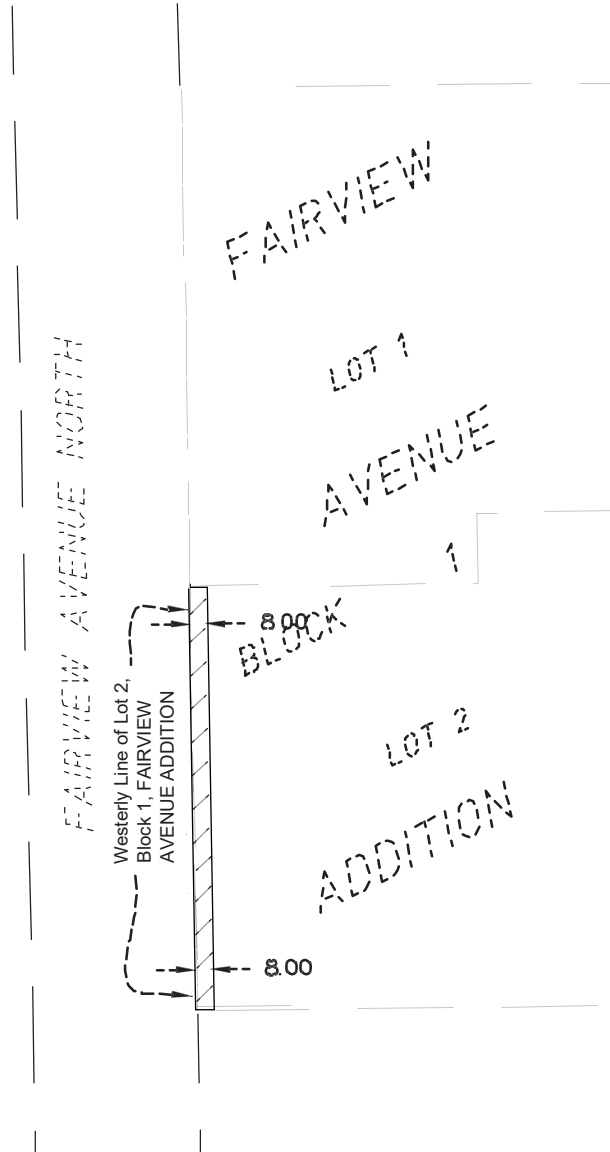 FAIRVIEW
LOT 1
AVENUE
1
BLOCK
8.00
LOT 2
ADDITION
8.00
FAIRVIEW AVENUE NORTH
Westerly Line of Lot 2,
Block 1, FAIRVIEW
AVENUE ADDITION